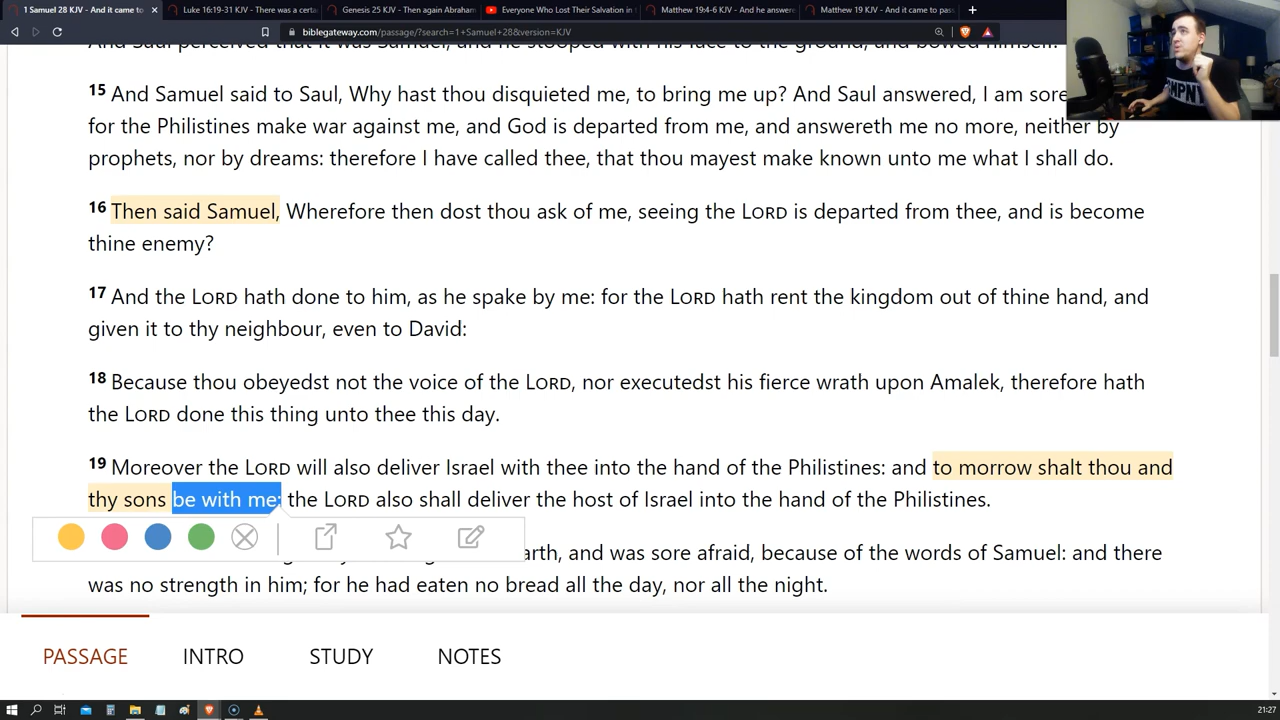 1 Samuel 28 KJV - And it came to
Luke 16:19-31 KJV - There was a certa
Genesis 25 KJV - Then again Abraham
Everyone Who Lost Their Salvation in
Matthew 19:4-6 KJV - And he answere
Matthew 19 KJV - And it came to pas
biblegateway.com/passage/?search=1+Samuel+28&version=KJV
And Saul perceived that it was Samuel, and he stooped with his face to the ground, and bowed himself.
15 And Samuel said to Saul, Why hast thou disquieted me, to bring me up? And Saul answered, I am sore
for the Philistines make war against me, and God is departed from me, and answereth me no more, neither by
prophets, nor by dreams: therefore I have called thee, that thou mayest make known unto me what I shall do.
16 Then said Samuel, Wherefore then dost thou ask of me, seeing the LORD is departed from thee, and is become
thine enemy?
17 And the LORD hath done to him, as he spake by me: for the LORD hath rent the kingdom out of thine hand, and
given it to thy neighbour, even to David:
18 Because thou obeyedst not the voice of the LORD, nor executedst his fierce wrath upon Amalek, therefore hath
the LORD done this thing unto thee this day.
19 Moreover the LORD will also deliver Israel with thee into the hand of the Philistines: and to morrow shalt thou and
thy sons be with me: the LORD also shall deliver the host of Israel into the hand of the Philistines.
arth, and was sore afraid, because of the words of Samuel: and there
was no strength in him; for he had eaten no bread all the day, nor all the night.
PASSAGE INTRO STUDY NOTES
21:27